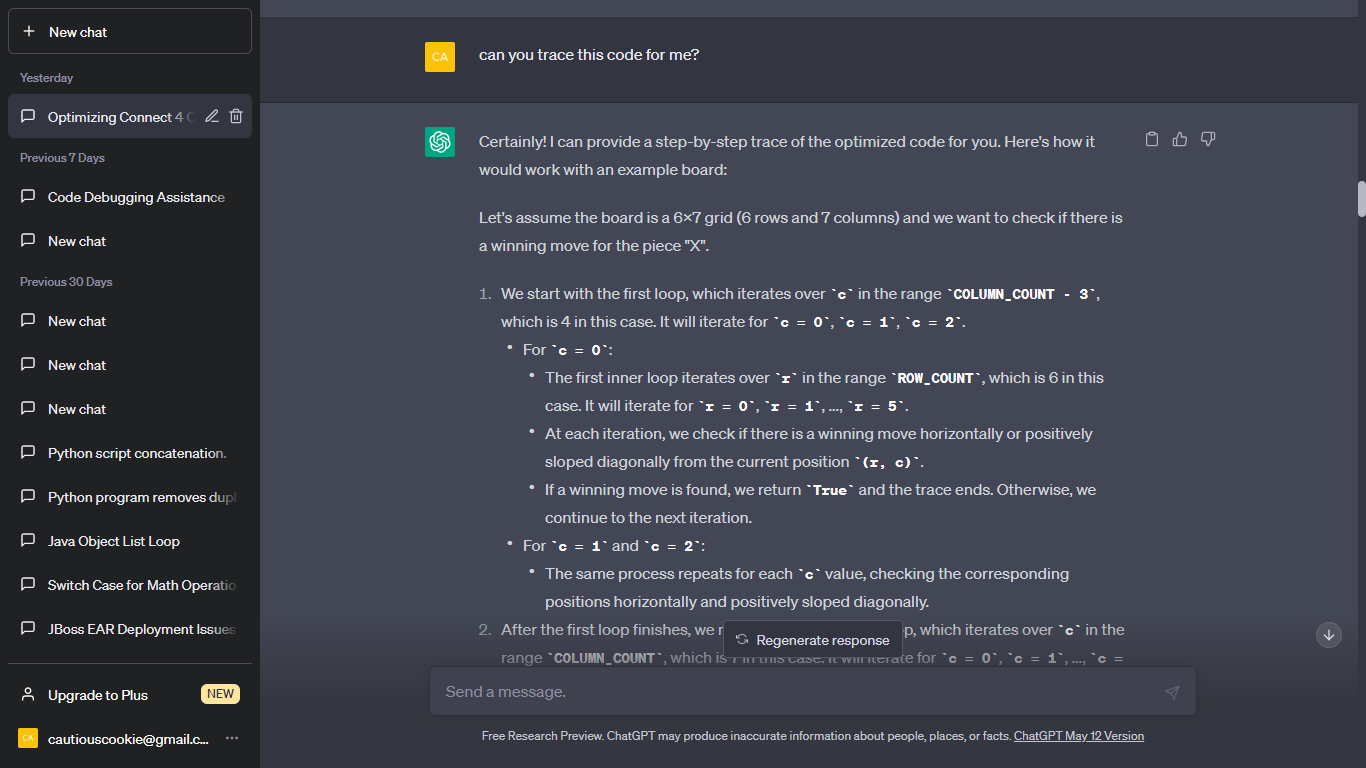 New chat
Yesterday
Optimizing Connect 4
Previous 7 Days
Code Debugging Assistance
New chat
Previous 30 Days
New chat
New chat
New chat
Python script concatenation.
Python program removes dupl
Java Object List Loop
Switch Case for Math Operatio
JBoss EAR Deployment Issues
Upgrade to Plus NEW
CA cautiouscookie@gmail.c...
CA can you trace this code for me?
Certainly! I can provide a step-by-step trace of the optimized code for you. Here's how it
would work with an example board:
Let's assume the board is a 6×7 grid (6 rows and 7 columns) and we want to check if there is
a winning move for the piece "X".
1. We start with the first loop, which iterates over `c` in the range `COLUMN_COUNT - 3`,
which is 4 in this case. It will iterate for `c = 0`, `c = 1`, `c = 2`.
• For `c = 0`:
• The first inner loop iterates over `r` in the range `ROW_COUNT`, which is 6 in this
case. It will iterate for `r = 0`, `r = 1`, ..., `r = 5`.
• At each iteration, we check if there is a winning move horizontally or positively
sloped diagonally from the current position `(r, c)`.
• If a winning move is found, we return `True` and the trace ends. Otherwise, we
continue to the next iteration.
• For `c = 1` and `c = 2`:
• The same process repeats for each `c` value, checking the corresponding
positions horizontally and positively sloped diagonally.
2. After the first loop finishes, we p, which iterates over `c` in the
Regenerate response
range `COLUMN_COUNT`, which is 7 in this case. It will iterate for `c = 0`, `c = 1`, ..., `c =
Send a message.
Free Research Preview. ChatGPT may produce inaccurate information about people, places, or facts. ChatGPT May 12 Version